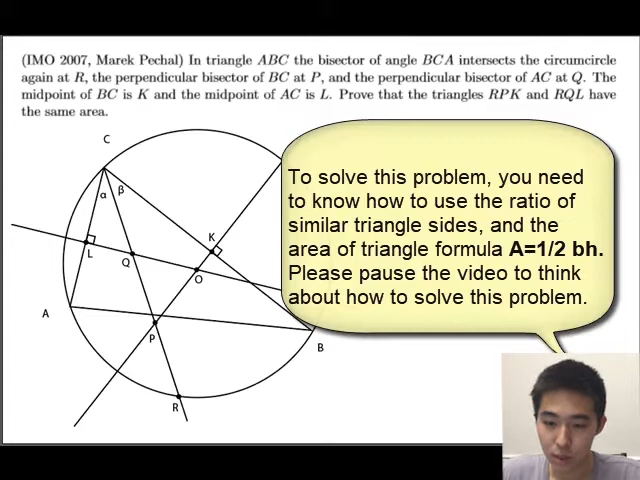 (IMO 2007, Marek Pechal) In triangle ABC the bisector of angle BCA intersects the circumcircle
again at R, the perpendicular bisector of BC at P, and the perpendicular bisector of AC at Q. The
midpoint of BC is K and the midpoint of AC is L. Prove that the triangles RPK and RQL have
the same area.
C
α β
K
L
Q
O
A
P
B
R
To solve this problem, you need
to know how to use the ratio of
similar triangle sides, and the
area of triangle formula A=1/2 bh.
Please pause the video to think
about how to solve this problem.